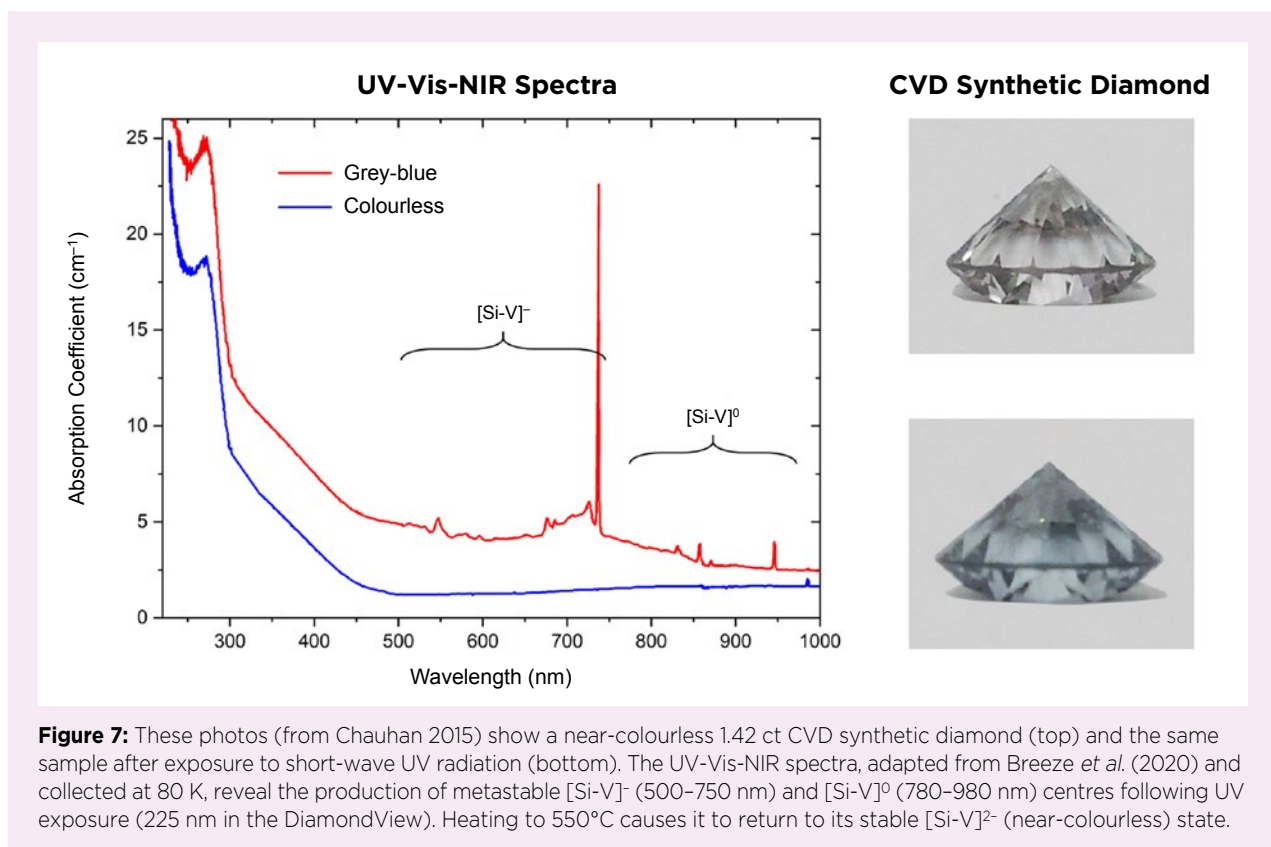 UV-Vis-NIR Spectra
CVD Synthetic Diamond
25
20
15
10
5
0
Absorption Coefficient (cm⁻¹)
Grey-blue
Colourless
[Si-V]⁻
[Si-V]⁰
300 400 500 600 700 800 900 1000
Wavelength (nm)
Figure 7: These photos (from Chauhan 2015) show a near-colourless 1.42 ct CVD synthetic diamond (top) and the same
sample after exposure to short-wave UV radiation (bottom). The UV-Vis-NIR spectra, adapted from Breeze et al. (2020) and
collected at 80 K, reveal the production of metastable [Si-V]⁻ (500–750 nm) and [Si-V]⁰ (780–980 nm) centres following UV
exposure (225 nm in the DiamondView). Heating to 550°C causes it to return to its stable [Si-V]²⁻ (near-colourless) state.